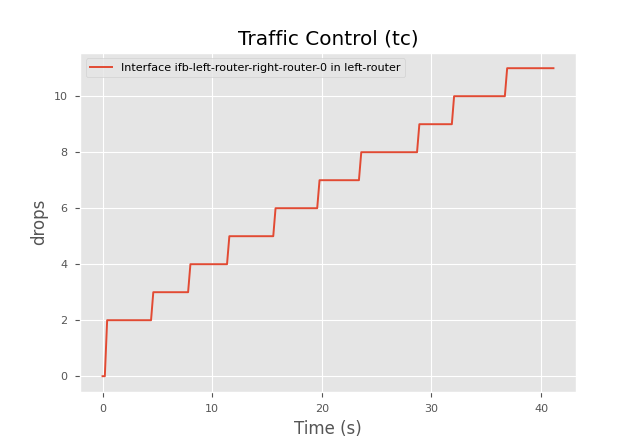 Traffic Control (tc)
Interface ifb-left-router-right-router-0 in left-router
10
8
6
4
2
0
drops
0 10 20 30 40
Time (s)